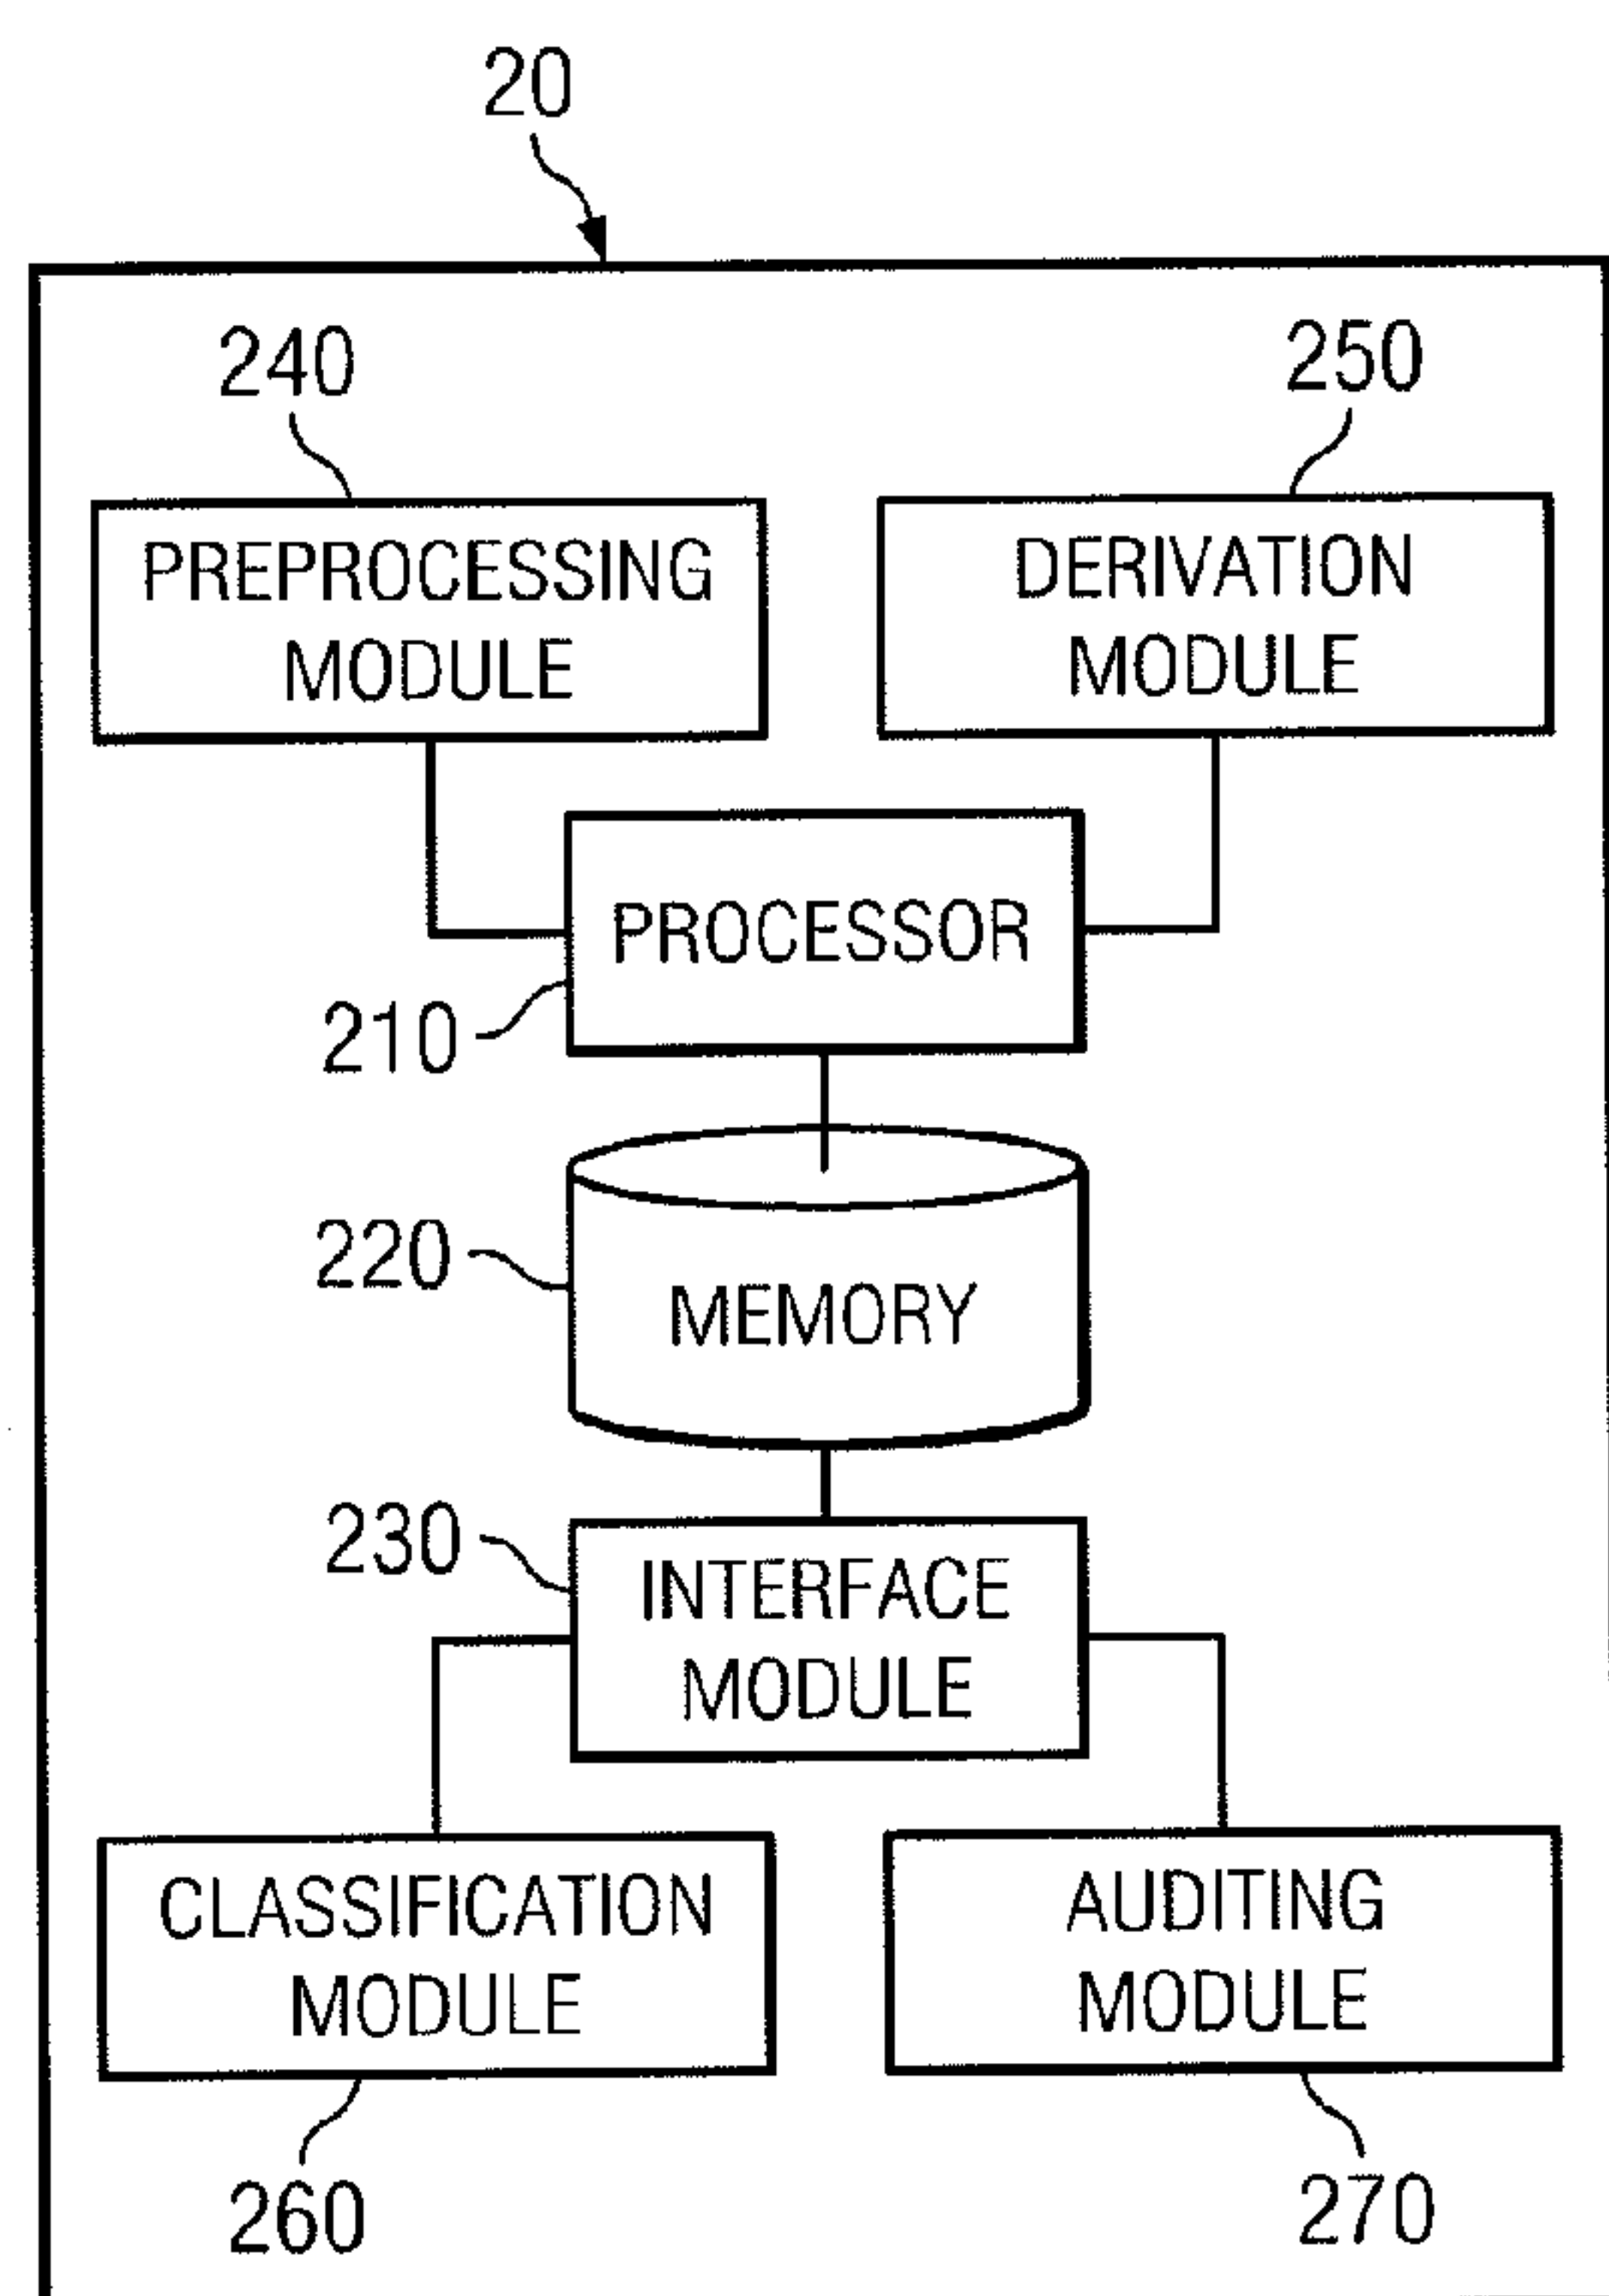 20
240
250
PREPROCESSING
MODULE
DERIVATION
MODULE
PROCESSOR
210
220
MEMORY
230
INTERFACE
MODULE
CLASSIFICATION
MODULE
AUDITING
MODULE
260
270